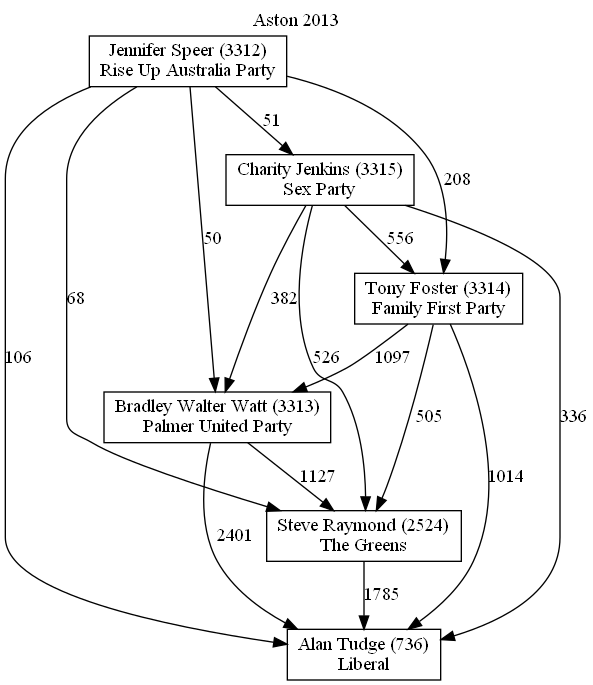 Aston 2013
Jennifer Speer (3312)
Rise Up Australia Party
51
Charity Jenkins (3315)
Sex Party
208
556
50
Tony Foster (3314)
Family First Party
68
382
106
526
1097
Bradley Walter Watt (3313)
Palmer United Party
505
336
1127
1014
2401
Steve Raymond (2524)
The Greens
1785
Alan Tudge (736)
Liberal